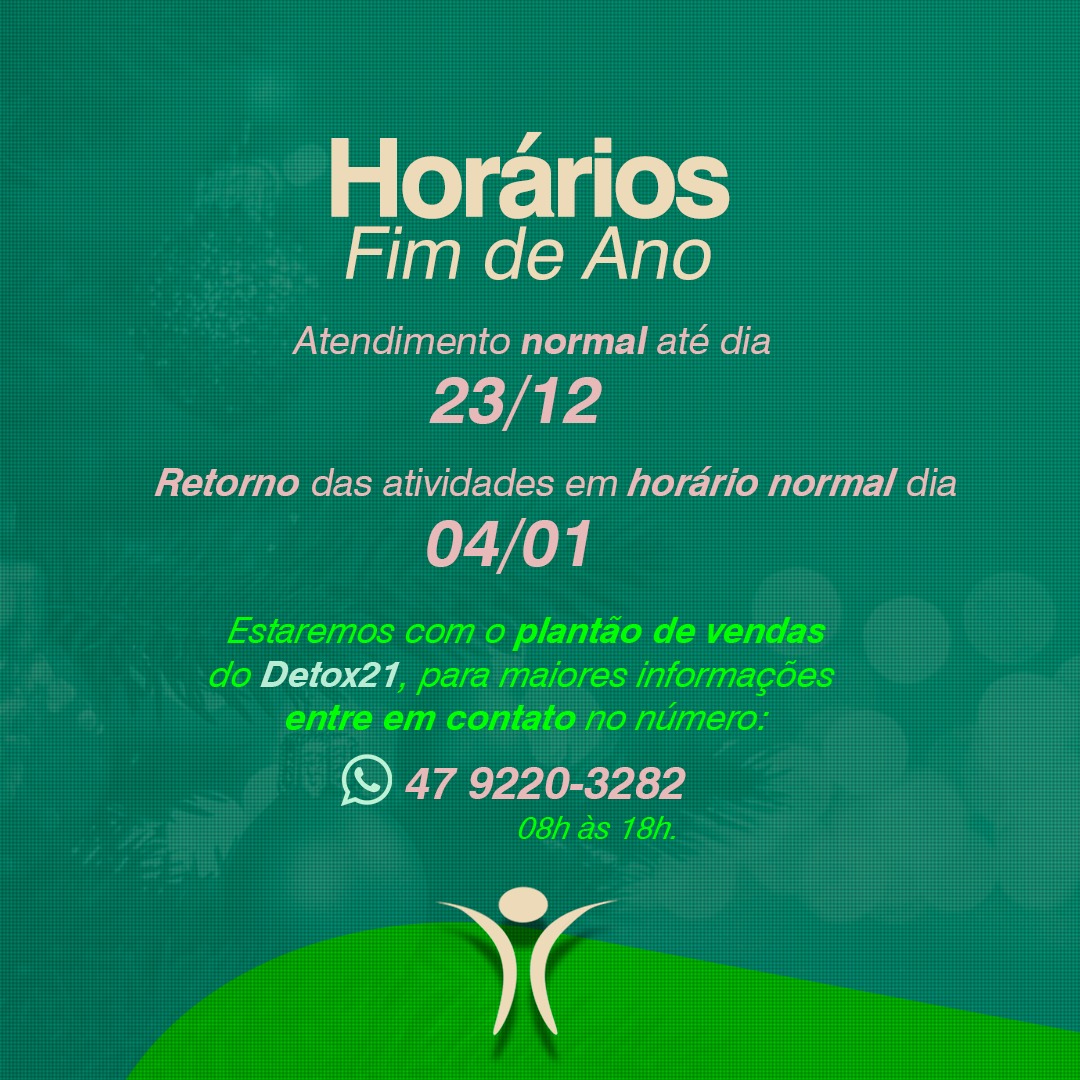 Horários
Fim de Ano
Atendimento normal até dia
23/12
Retorno das atividades em horário normal dia
04/01
Estaremos com o plantão de vendas
do Detox21, para maiores informações
entre em contato no número:
47 9220-3282
08h às 18h.